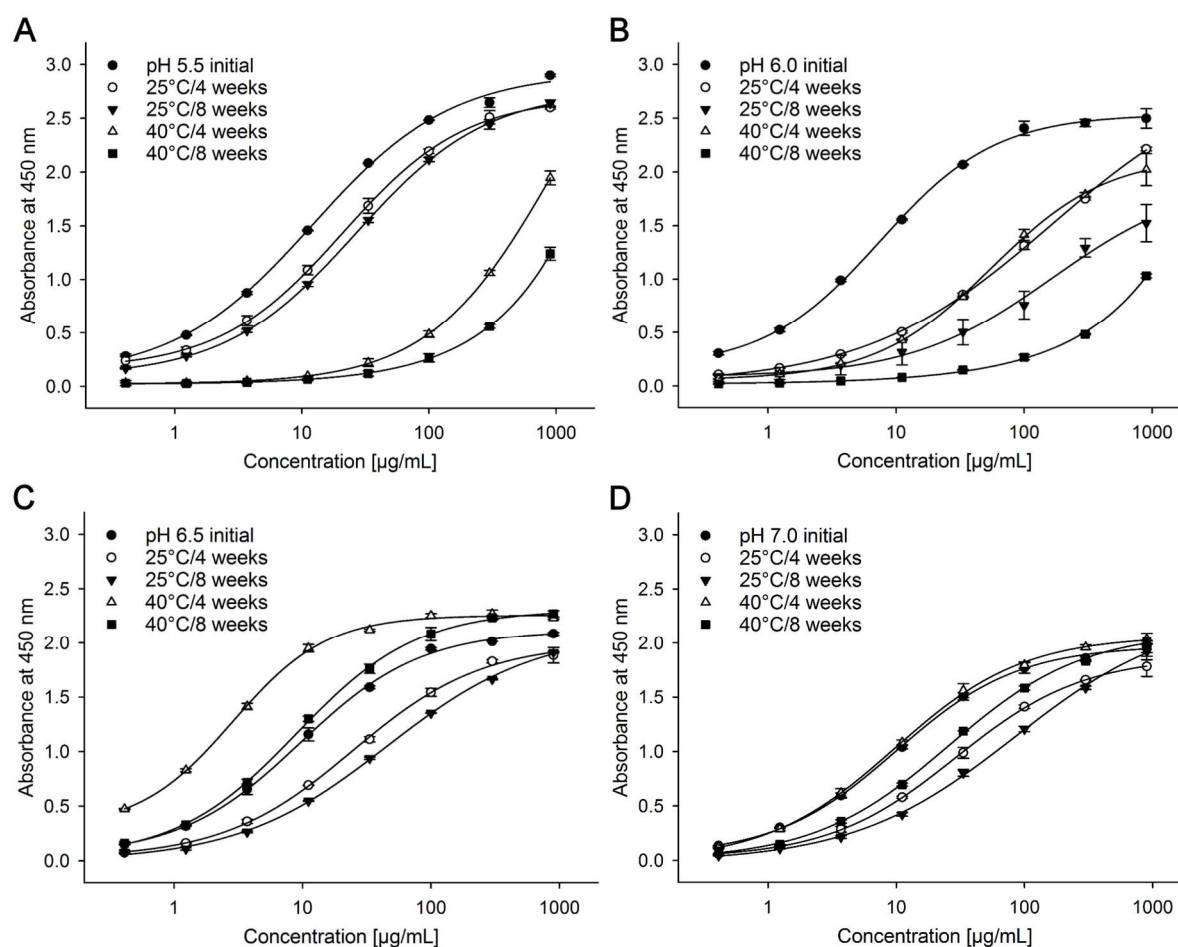 A
3.0
2.5
2.0
1.5
1.0
0.5
0.0
Absorbance at 450 nm
pH 5.5 initial
25°C/4 weeks
25°C/8 weeks
40°C/4 weeks
40°C/8 weeks
1 10 100 1000
Concentration [µg/mL]
B
3.0
2.5
2.0
1.5
1.0
0.5
0.0
Absorbance at 450 nm
pH 6.0 initial
25°C/4 weeks
25°C/8 weeks
40°C/4 weeks
40°C/8 weeks
1 10 100 1000
Concentration [µg/mL]
C
3.0
2.5
2.0
1.5
1.0
0.5
0.0
Absorbance at 450 nm
pH 6.5 initial
25°C/4 weeks
25°C/8 weeks
40°C/4 weeks
40°C/8 weeks
1 10 100 1000
Concentration [µg/mL]
D
3.0
2.5
2.0
1.5
1.0
0.5
0.0
Absorbance at 450 nm
pH 7.0 initial
25°C/4 weeks
25°C/8 weeks
40°C/4 weeks
40°C/8 weeks
1 10 100 1000
Concentration [µg/mL]